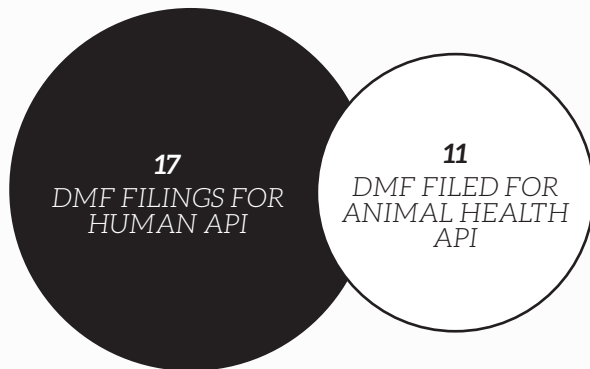 17
DMF FILINGS FOR
HUMAN API
11
DMF FILED FOR
ANIMAL HEALTH
API